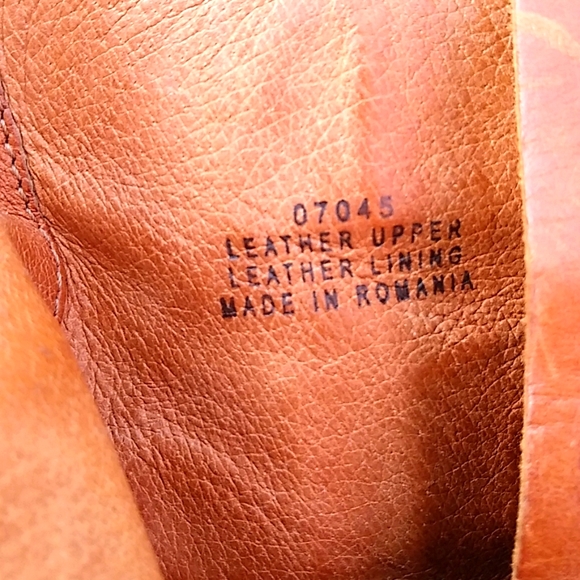 07045
LEATHER UPPER
LEATHER LINING
MADE IN ROMANIA